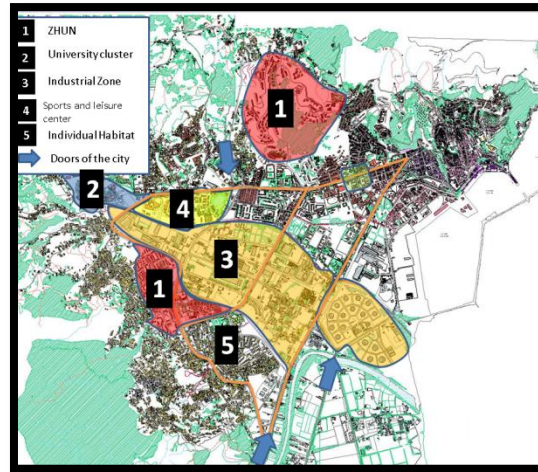 1 ZHUN
2 University cluster
3 Industrial Zone
4 Sports and leisure
center
5 Individual Habitat
Doors of the city
1
2
4
3
1
5